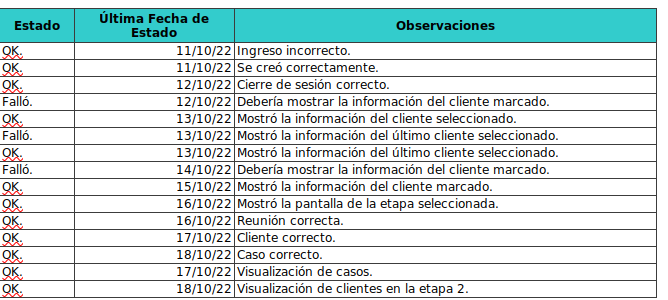 Estado Última Fecha de Estado Observaciones
OK. 11/10/22 Ingreso incorrecto.
OK. 11/10/22 Se creó correctamente.
OK. 12/10/22 Cierre de sesión correcto.
Falló. 12/10/22 Debería mostrar la información del cliente marcado.
OK. 13/10/22 Mostró la información del cliente seleccionado.
Falló. 13/10/22 Mostró la información del último cliente seleccionado.
OK. 13/10/22 Mostró la información del último cliente seleccionado.
Falló. 14/10/22 Debería mostrar la información del cliente marcado.
OK. 15/10/22 Mostró la información del cliente marcado.
OK. 16/10/22 Mostró la pantalla de la etapa seleccionada.
OK. 16/10/22 Reunión correcta.
OK. 17/10/22 Cliente correcto.
OK. 18/10/22 Caso correcto.
OK. 17/10/22 Visualización de casos.
OK. 18/10/22 Visualización de clientes en la etapa 2.